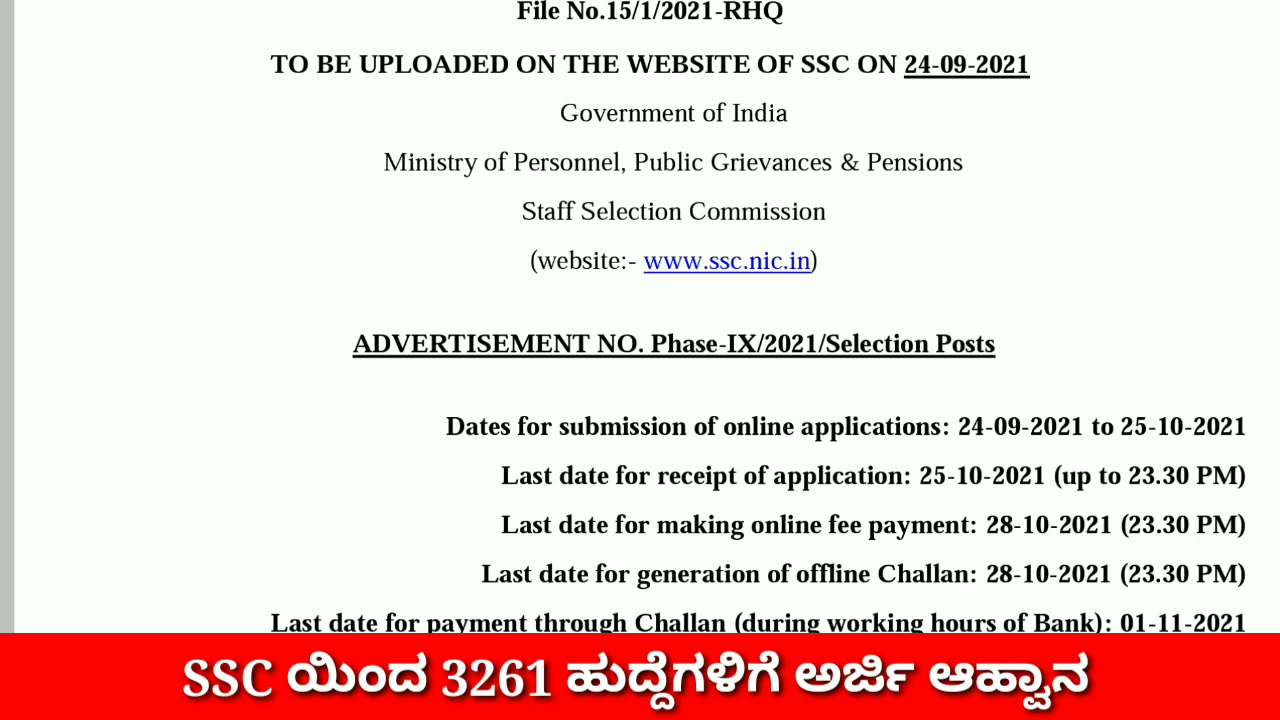 File No.15/1/2021-RHQ
TO BE UPLOADED ON THE WEBSITE OF SSC ON 24-09-2021
Government of India
Ministry of Personnel, Public Grievances & Pensions
Staff Selection Commission
(website:- www.ssc.nic.in)
ADVERTISEMENT NO. Phase-IX/2021/Selection Posts
Dates for submission of online applications: 24-09-2021 to 25-10-2021
Last date for receipt of application: 25-10-2021 (up to 23.30 PM)
Last date for making online fee payment: 28-10-2021 (23.30 PM)
Last date for generation of offline Challan: 28-10-2021 (23.30 PM)
Last date for payment through Challan (during working hours of Bank): 01-11-2021
SSC ಯಿಂದ 3261 ಹುದ್ದೆಗಳಿಗೆ ಅರ್ಜಿ ಆಹ್ವಾನ